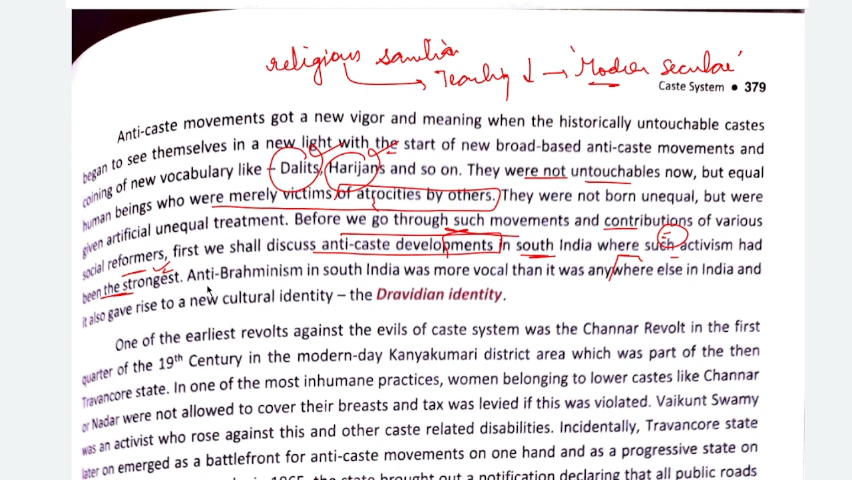 religious
Teaching ↓ → 'Modern Secular'
Caste System • 379
Anti-caste movements got a new vigor and meaning when the historically untouchable castes
began to see themselves in a new light with the start of new broad-based anti-caste movements and
coining of new vocabulary like – Dalits, Harijans and so on. They were not untouchables now, but equal
human beings who were merely victims of atrocities by others. They were not born unequal, but were
given artificial unequal treatment. Before we go through such movements and contributions of various
social reformers, first we shall discuss anti-caste developments in south India where such activism had
been the strongest. Anti-Brahminism in south India was more vocal than it was anywhere else in India and
it also gave rise to a new cultural identity – the Dravidian identity.
One of the earliest revolts against the evils of caste system was the Channar Revolt in the first
quarter of the 19th Century in the modern-day Kanyakumari district area which was part of the then
Travancore state. In one of the most inhumane practices, women belonging to lower castes like Channar
or Nadar were not allowed to cover their breasts and tax was levied if this was violated. Vaikunt Swamy
was an activist who rose against this and other caste related disabilities. Incidentally, Travancore state
later on emerged as a battlefront for anti-caste movements on one hand and as a progressive state on
the state brought out a notification declaring that all public roads